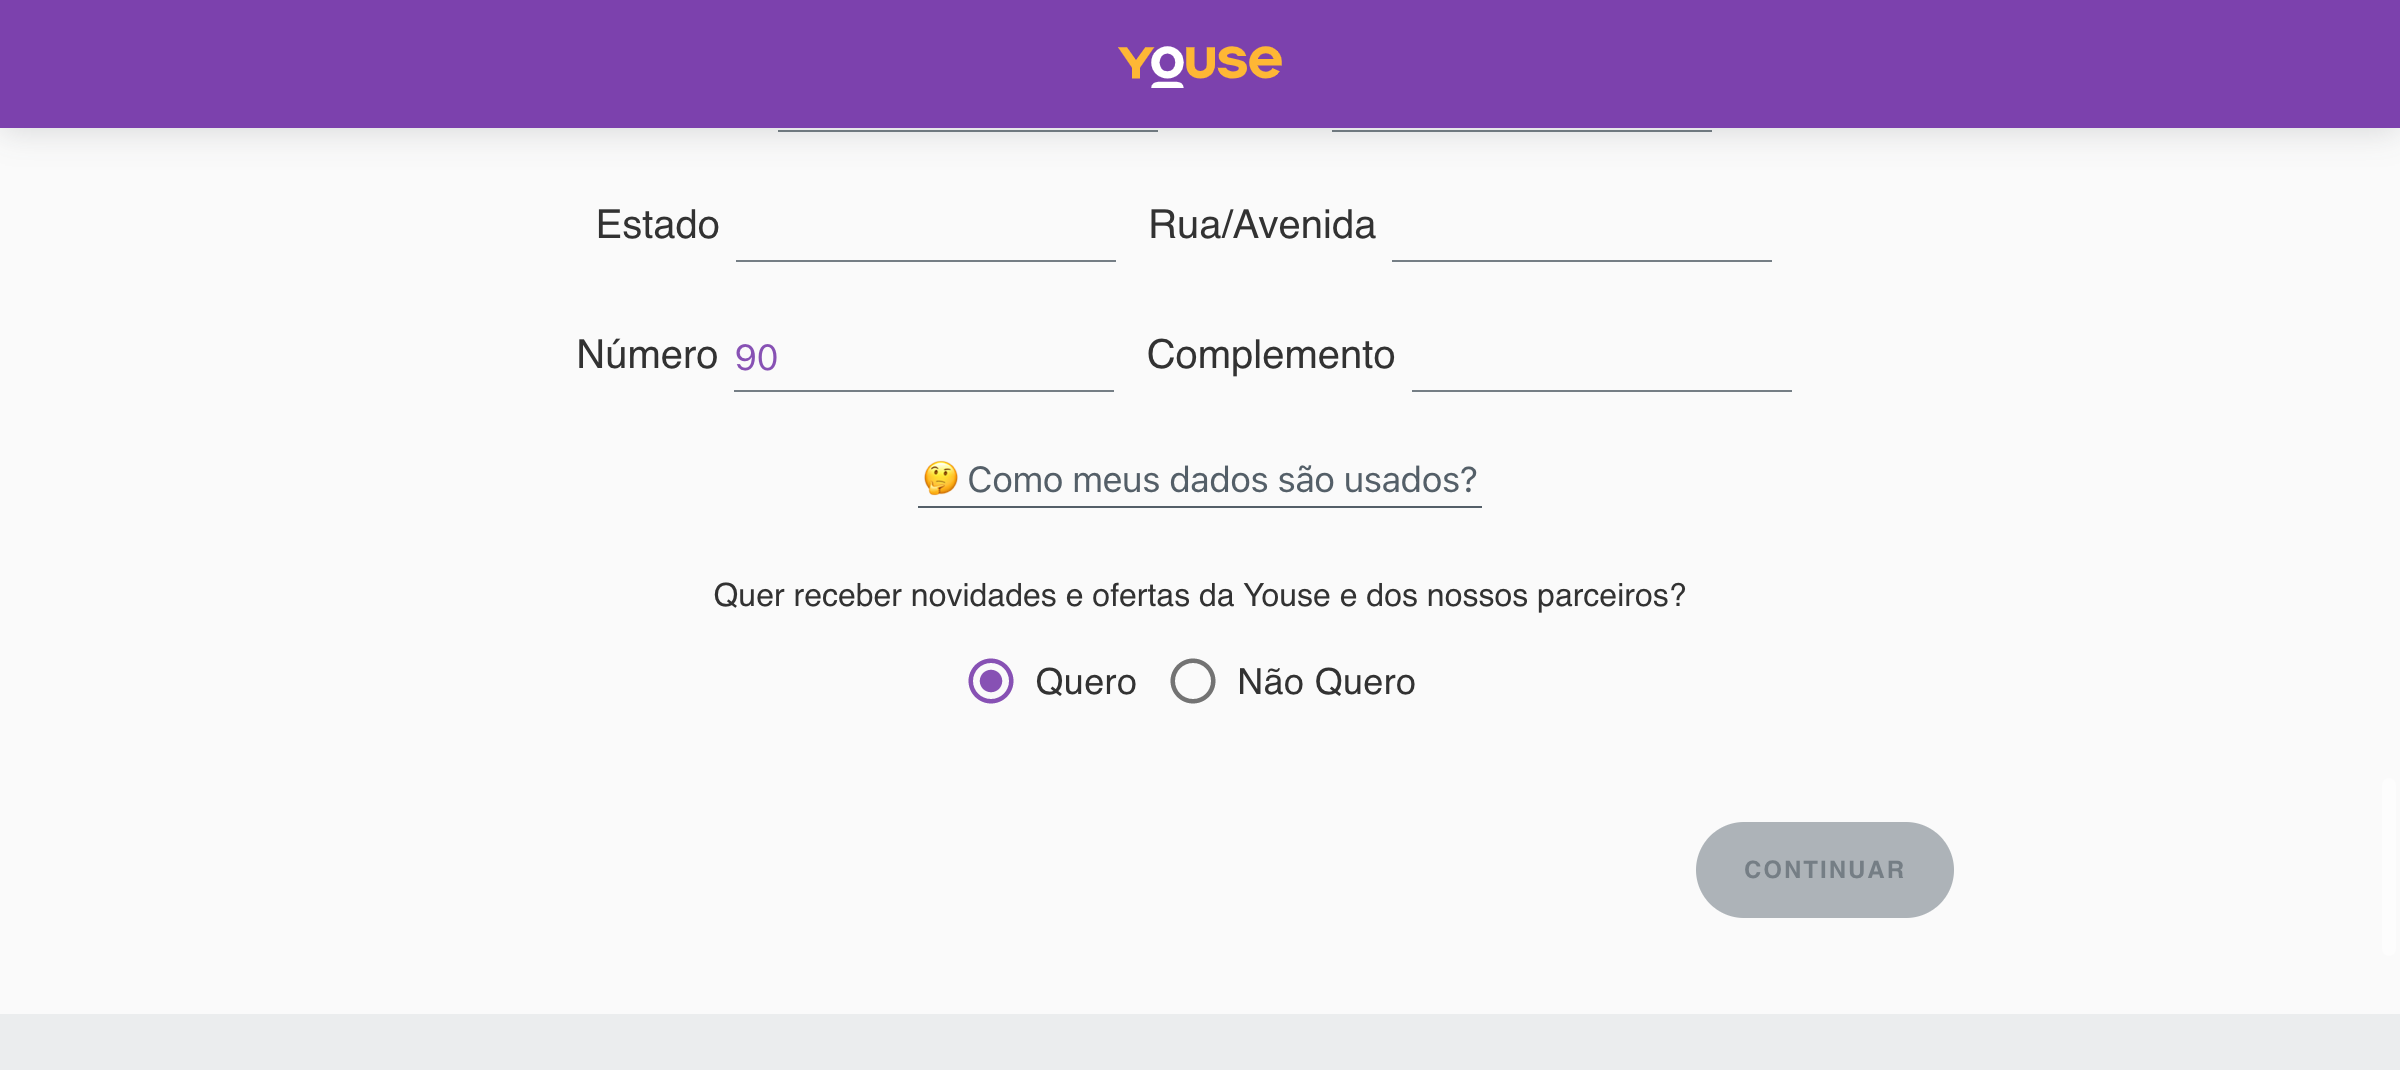 Youse
Estado
Rua/Avenida
Número 90
Complemento
🤔 Como meus dados são usados?
Quer receber novidades e ofertas da Youse e dos nossos parceiros?
Quero
Não Quero
CONTINUAR